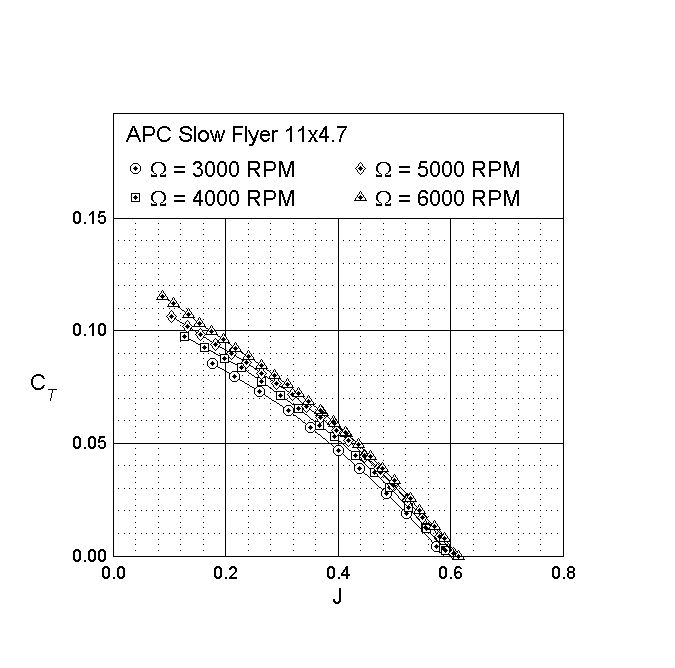 APC Slow Flyer 11x4.7
Ω = 3000 RPM
Ω = 5000 RPM
Ω = 4000 RPM
Ω = 6000 RPM
0.15
0.10
C_T
0.05
0.00
0.0 0.2 0.4 0.6 0.8
J